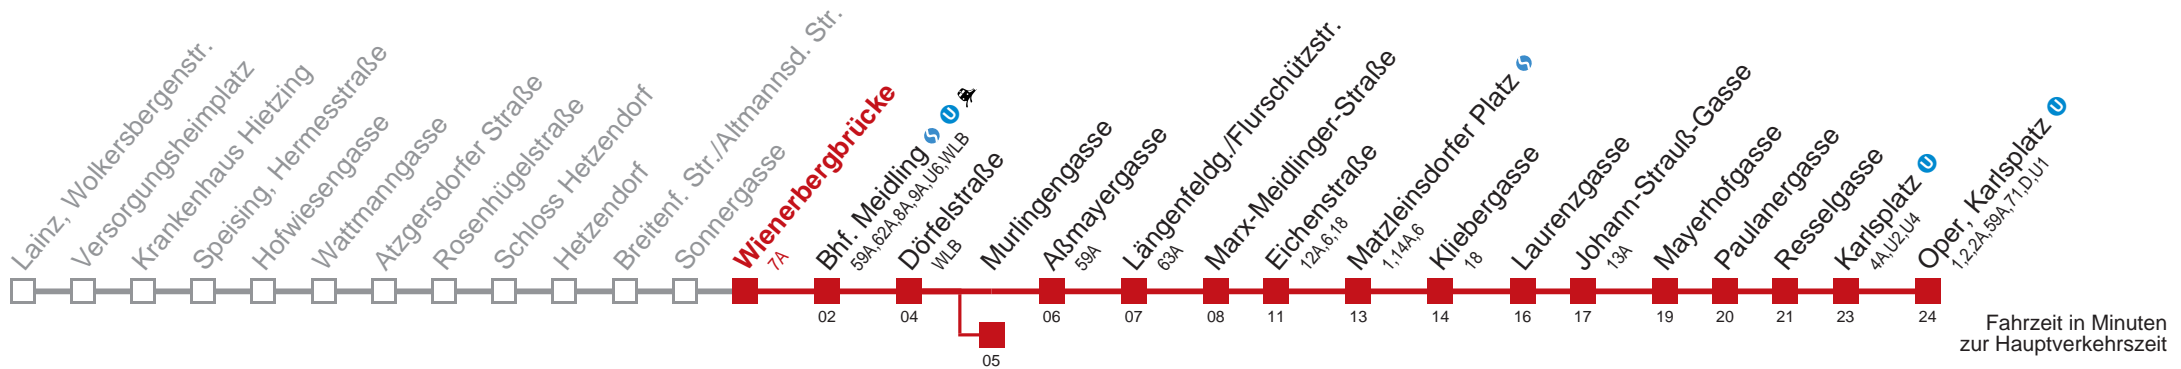 Lainz, Wolkersbergenstr.
Versorgungsheimplatz
Krankenhaus Hietzing
Speising, Hermesstraße
Hofwiesengasse
Wattmanngasse
Atzgersdorfer Straße
Rosenhügelstraße
Schloss Hetzendorf
Hetzendorf
Breitenf. Str./Altmannsd. Str.
Sonnergasse
Wienerbergbrücke
7A
Bhf. Meidling S U
59A,62A,8A,9A,U6,WLB
Dörfelstraße
WLB
Murlingengasse
Aßmayergasse
59A
Längenfeldg./Flurschützstr.
63A
Marx-Meidlinger-Straße
Eichenstraße
12A,6,18
Matzleinsdorfer Platz S
1,14A,6
Kliebergasse
18
Laurenzgasse
Johann-Strauß-Gasse
13A
Mayerhofgasse
Paulanergasse
Resselgasse
Karlsplatz U
4A,U2,U4
Oper, Karlsplatz U
1,2,2A,59A,71,D,U1
02 04 06 07 08 11 13 14 16 17 19 20 21 23 24
05
Fahrzeit in Minuten
zur Hauptverkehrszeit